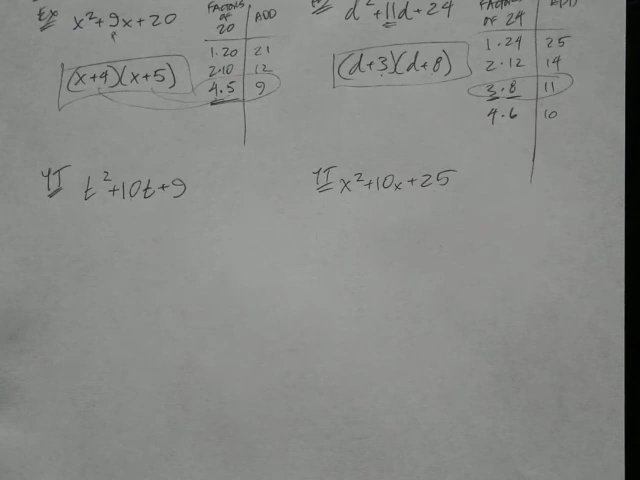 Ex x²+9x+20
FACTORS OF 20 ADD
1·20 21
2·10 12
4·5 9
(x+4)(x+5)
d²+11d+24
FACTORS OF 24 ADD
1·24 25
2·12 14
3·8 11
4·6 10
(d+3)(d+8)
YT t²+10t+9
YT x²+10x+25